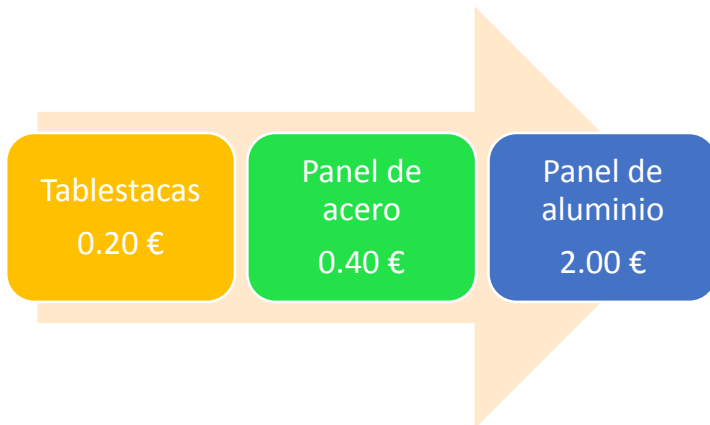 Tablestacas
0.20 €
Panel de
acero
0.40 €
Panel de
aluminio
2.00 €